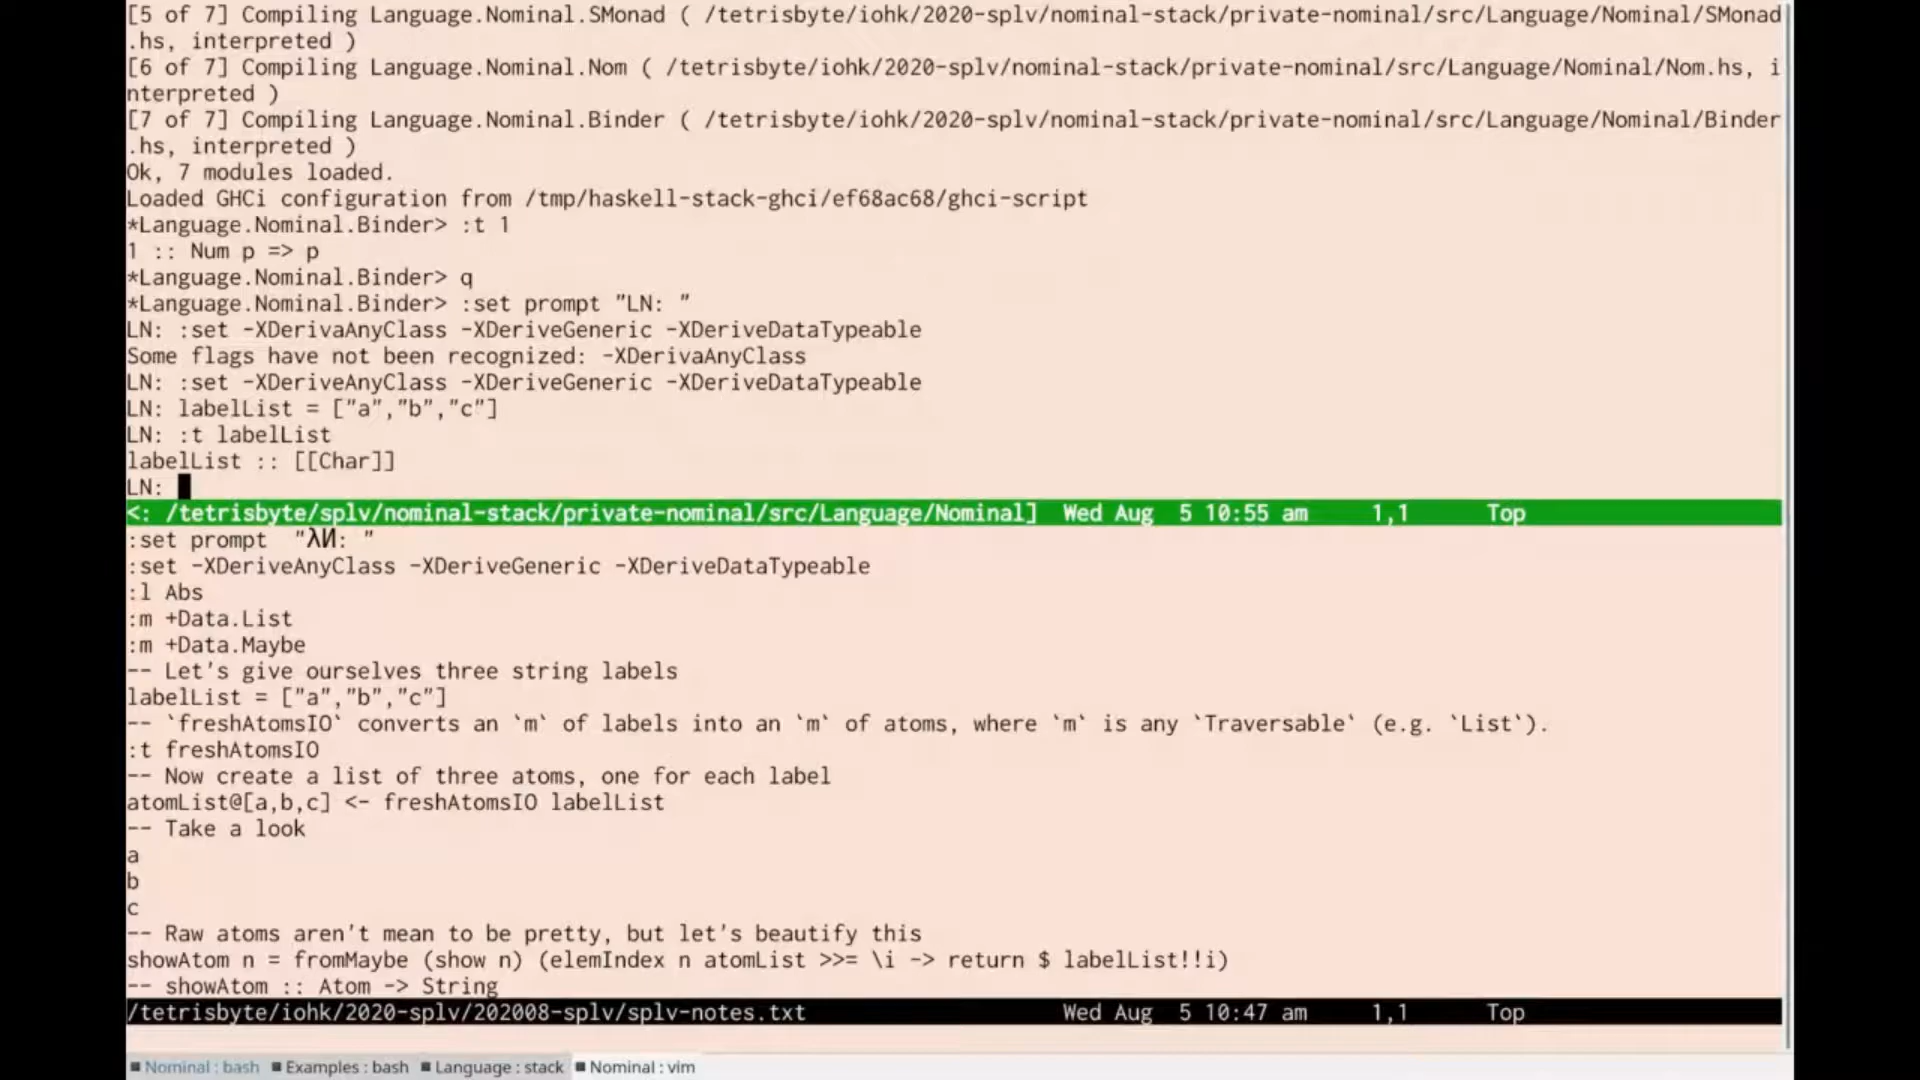 [5 of 7] Compiling Language.Nominal.SMonad ( /tetrisbyte/iohk/2020-splv/nominal-stack/private-nominal/src/Language/Nominal/SMonad
.hs, interpreted )
[6 of 7] Compiling Language.Nominal.Nom ( /tetrisbyte/iohk/2020-splv/nominal-stack/private-nominal/src/Language/Nominal/Nom.hs, i
nterpreted )
[7 of 7] Compiling Language.Nominal.Binder ( /tetrisbyte/iohk/2020-splv/nominal-stack/private-nominal/src/Language/Nominal/Binder
.hs, interpreted )
Ok, 7 modules loaded.
Loaded GHCi configuration from /tmp/haskell-stack-ghci/ef68ac68/ghci-script
*Language.Nominal.Binder> :t 1
1 :: Num p => p
*Language.Nominal.Binder> q
*Language.Nominal.Binder> :set prompt "LN: "
LN: :set -XDerivaAnyClass -XDeriveGeneric -XDeriveDataTypeable
Some flags have not been recognized: -XDerivaAnyClass
LN: :set -XDeriveAnyClass -XDeriveGeneric -XDeriveDataTypeable
LN: labelList = ["a","b","c"]
LN: :t labelList
labelList :: [[Char]]
LN:
<: /tetrisbyte/splv/nominal-stack/private-nominal/src/Language/Nominal] Wed Aug 5 10:55 am 1,1 Top
:set prompt "λИ: "
:set -XDeriveAnyClass -XDeriveGeneric -XDeriveDataTypeable
:l Abs
:m +Data.List
:m +Data.Maybe
-- Let's give ourselves three string labels
labelList = ["a","b","c"]
-- `freshAtomsIO` converts an `m` of labels into an `m` of atoms, where `m` is any `Traversable` (e.g. `List`).
:t freshAtomsIO
-- Now create a list of three atoms, one for each label
atomList@[a,b,c] <- freshAtomsIO labelList
-- Take a look
a
b
c
-- Raw atoms aren't mean to be pretty, but let's beautify this
showAtom n = fromMaybe (show n) (elemIndex n atomList >>= \i -> return $ labelList!!i)
-- showAtom :: Atom -> String
/tetrisbyte/iohk/2020-splv/202008-splv/splv-notes.txt Wed Aug 5 10:47 am 1,1 Top
Nominal : bash Examples : bash Language : stack Nominal : vim